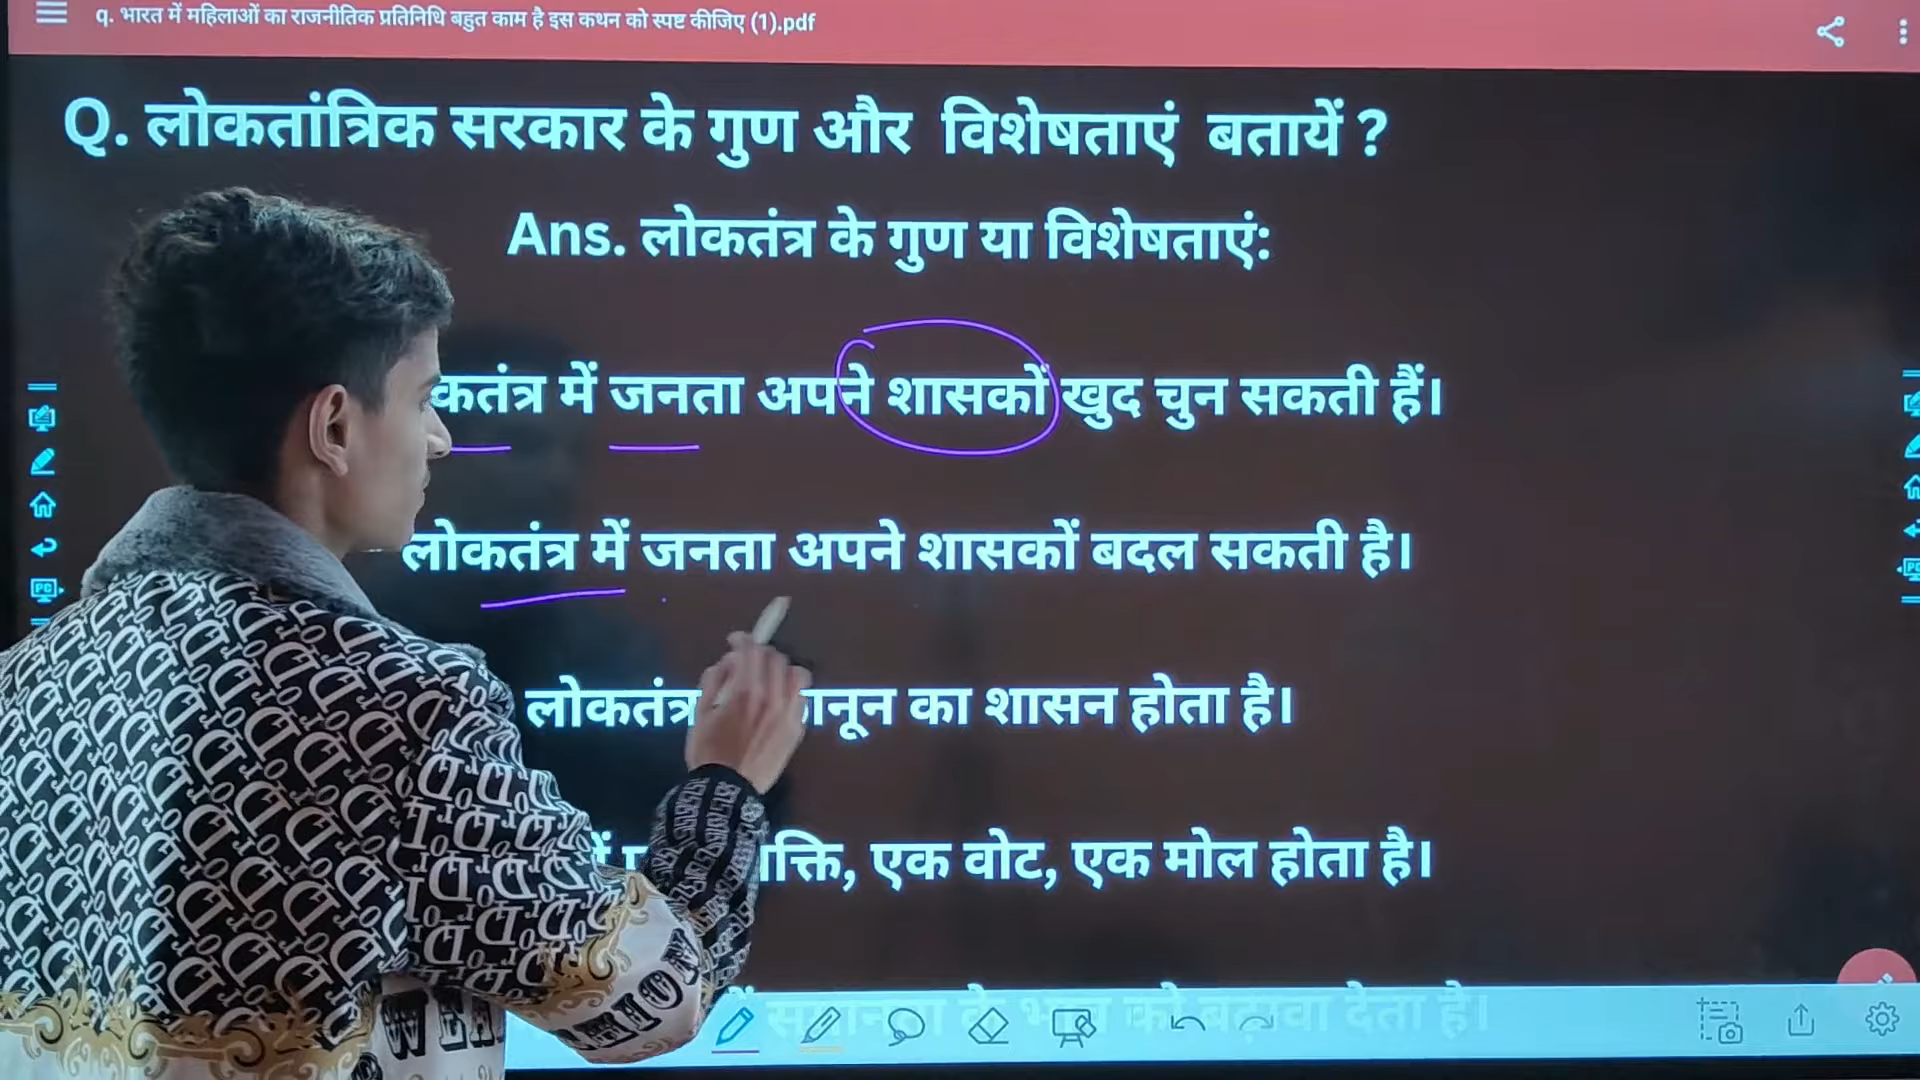 q. भारत में महिलाओं का राजनीतिक प्रतिनिधि बहुत काम है इस कथन को स्पष्ट कीजिए (1).pdf
Q. लोकतांत्रिक सरकार के गुण और विशेषताएं बतायें ?
Ans. लोकतंत्र के गुण या विशेषताएं:
में जनता अपने शासकों खुद चुन सकती हैं।
लोकतंत्र में जनता अपने शासकों बदल सकती है।
लोकतंत्र का शासन होता है।
एक वोट, एक मोल होता है।
के भाव को बढ़ावा देता है।